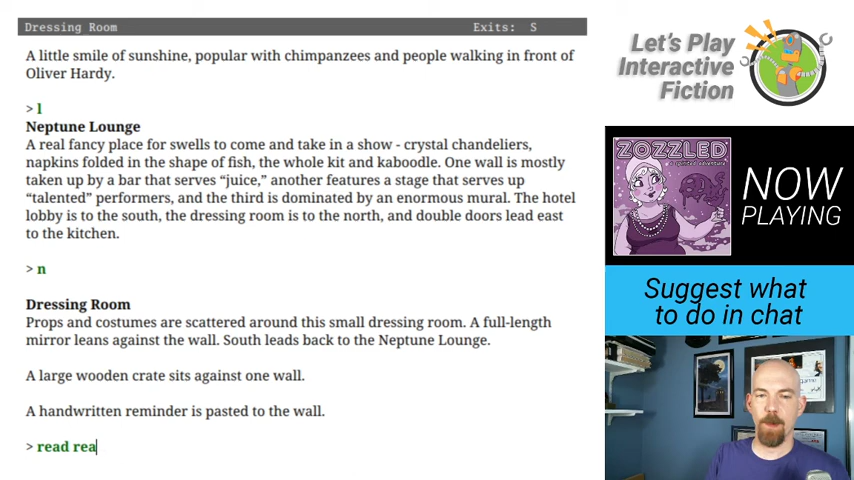 Dressing Room Exits: S
A little smile of sunshine, popular with chimpanzees and people walking in front of
Oliver Hardy.
> l
Neptune Lounge
A real fancy place for swells to come and take in a show - crystal chandeliers,
napkins folded in the shape of fish, the whole kit and kaboodle. One wall is mostly
taken up by a bar that serves “juice,” another features a stage that serves up
“talented” performers, and the third is dominated by an enormous mural. The hotel
lobby is to the south, the dressing room is to the north, and double doors lead east
to the kitchen.
> n
Dressing Room
Props and costumes are scattered around this small dressing room. A full-length
mirror leans against the wall. South leads back to the Neptune Lounge.
A large wooden crate sits against one wall.
A handwritten reminder is pasted to the wall.
> read rea
Let's Play
Interactive
Fiction
ZOZZLED
a spirited adventure
NOW
PLAYING
Suggest what
to do in chat